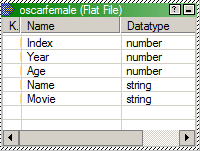 oscarfemale (Flat File)
K. Name Datatype
Index number
Year number
Age number
Name string
Movie string